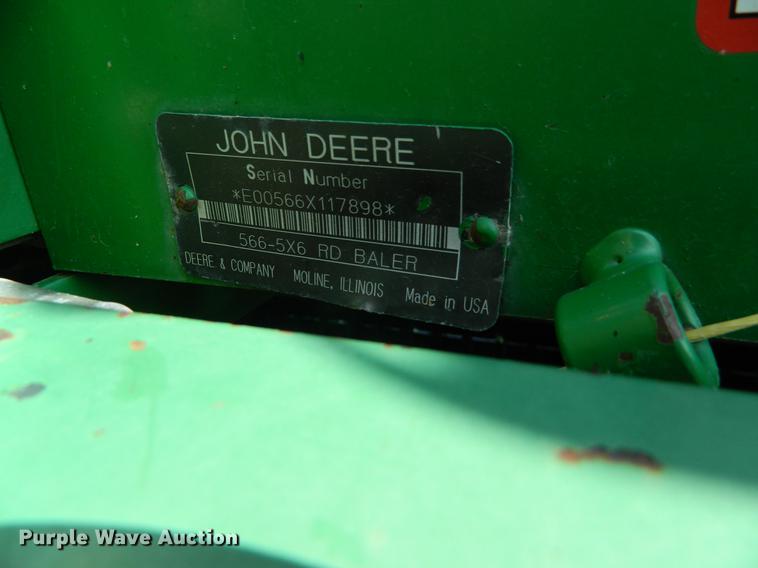 JOHN DEERE
Serial Number
*E00566X117898*
566-5X6 RD BALER
DEERE & COMPANY MOLINE, ILLINOIS Made in USA
Purple Wave Auction